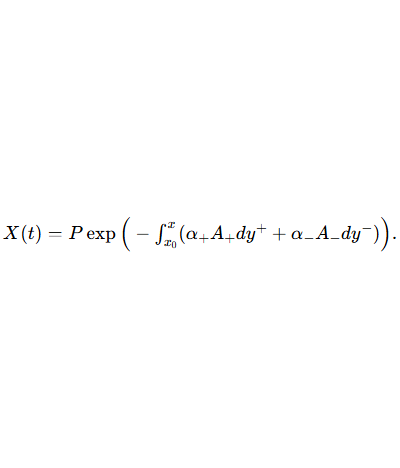 X(t) = P exp ( − ∫_{x_0}^{x} (α_+ A_+ dy^+ + α_− A_− dy^−) ).